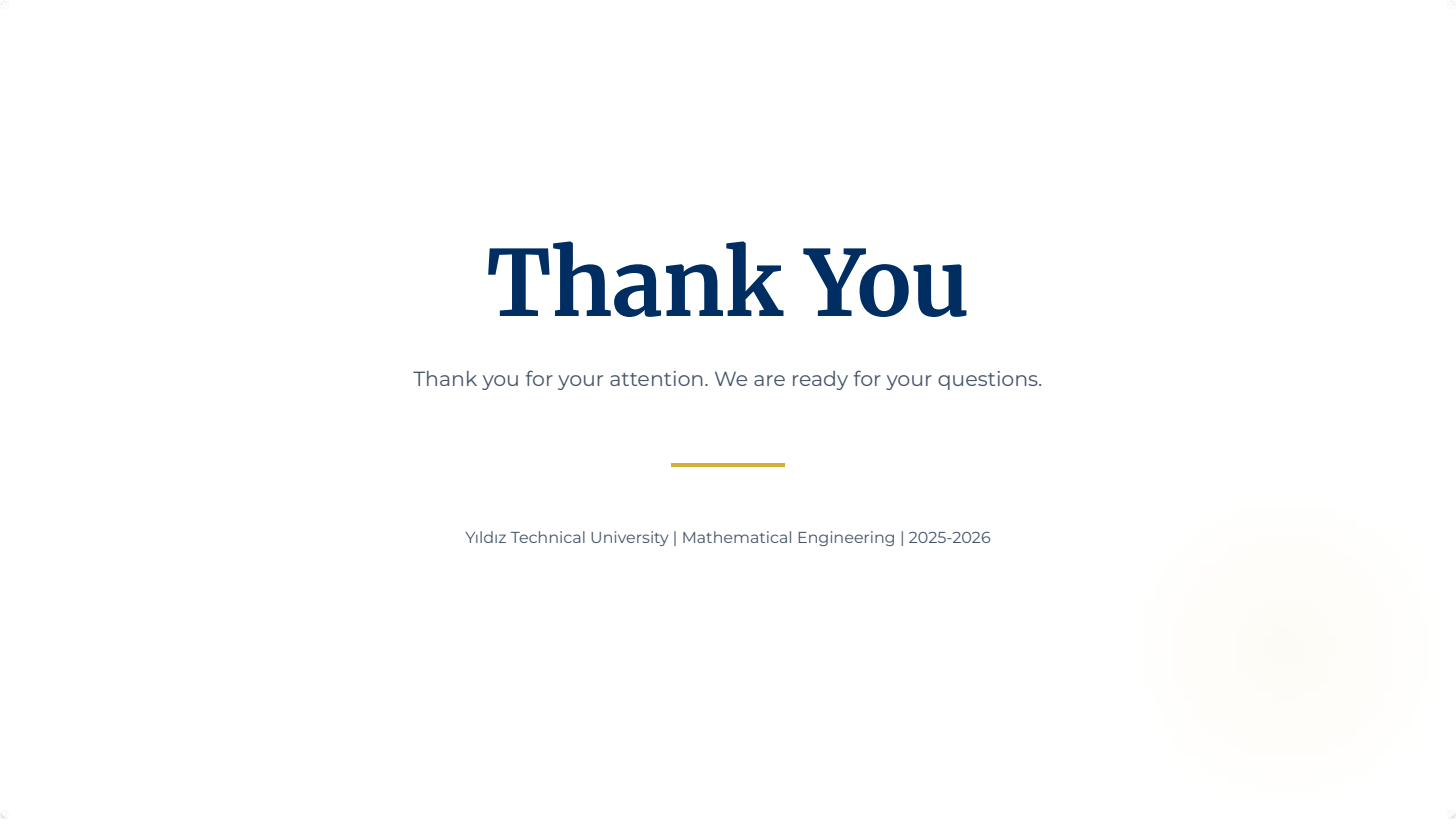 Thank You
Thank you for your attention. We are ready for your questions.
Yıldız Technical University | Mathematical Engineering | 2025-2026